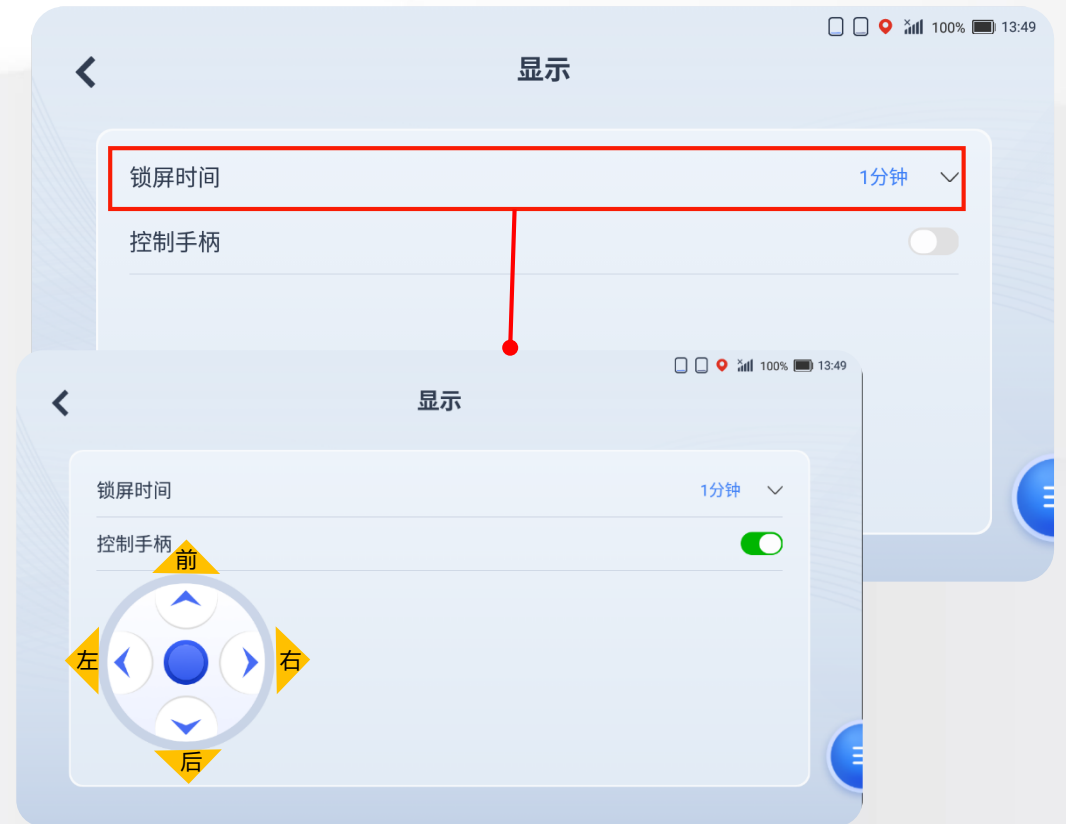 100% 13:49
显示
锁屏时间 1分钟
控制手柄
100% 13:49
显示
锁屏时间 1分钟
控制手柄
前
左 右
后